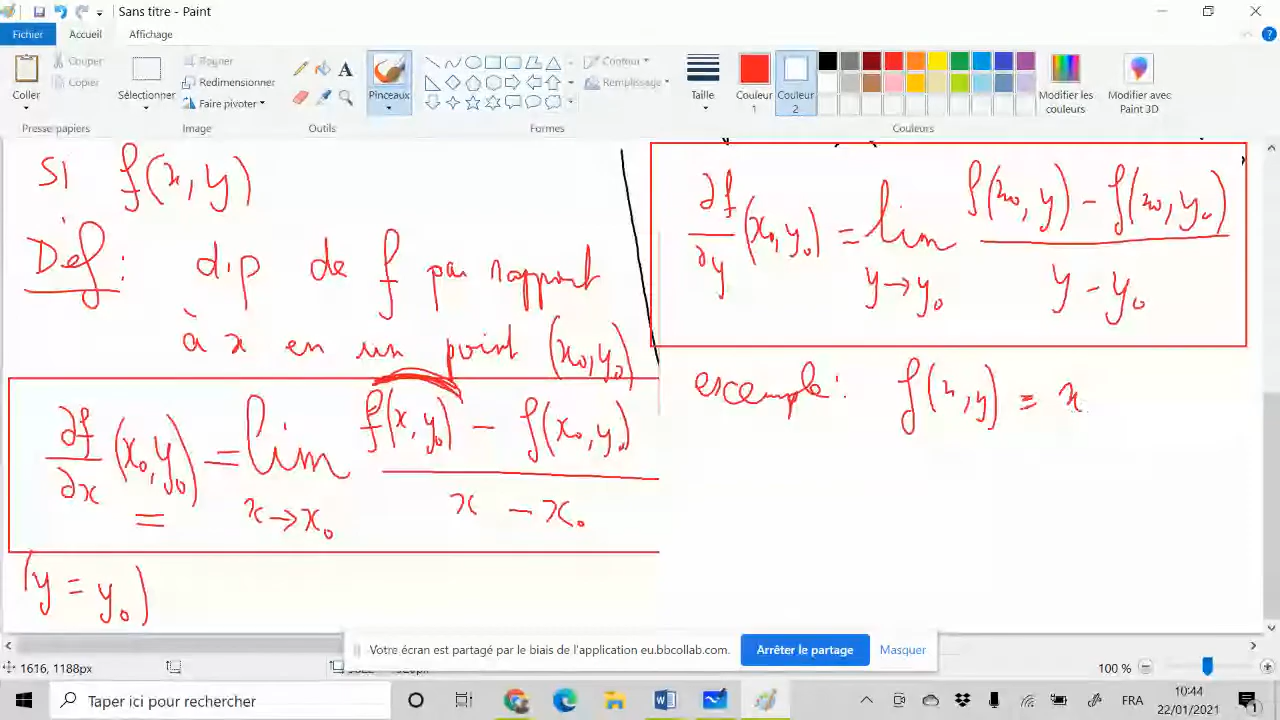 Sans titre - Paint
Fichier Accueil Affichage
Coller
Couper
Copier
Presse papiers
Sélectionner
Rogner
Redimensionner
Faire pivoter
Image
Outils
Pinceaux
Formes
Contour
Remplissage
Taille
Couleur 1
Couleur 2
Couleurs
Modifier les couleurs
Modifier avec Paint 3D
Si f(x,y)
Déf: dip de f par rapport
à x en un point (x₀,y₀)
∂f/∂x (x₀,y₀) = lim x→x₀ f(x,y₀) - f(x₀,y₀) / x - x₀
(y = y₀)
∂f/∂y (x₀,y₀) = lim y→y₀ f(x₀,y) - f(x₀,y₀) / y - y₀
exemple: f(x,y) = x
Votre écran est partagé par le biais de l'application eu.bbcollab.com.
Arrêter le partage
Masquer
1616, 1188px
100 %
Taper ici pour rechercher
FRA
10:44
22/01/2021